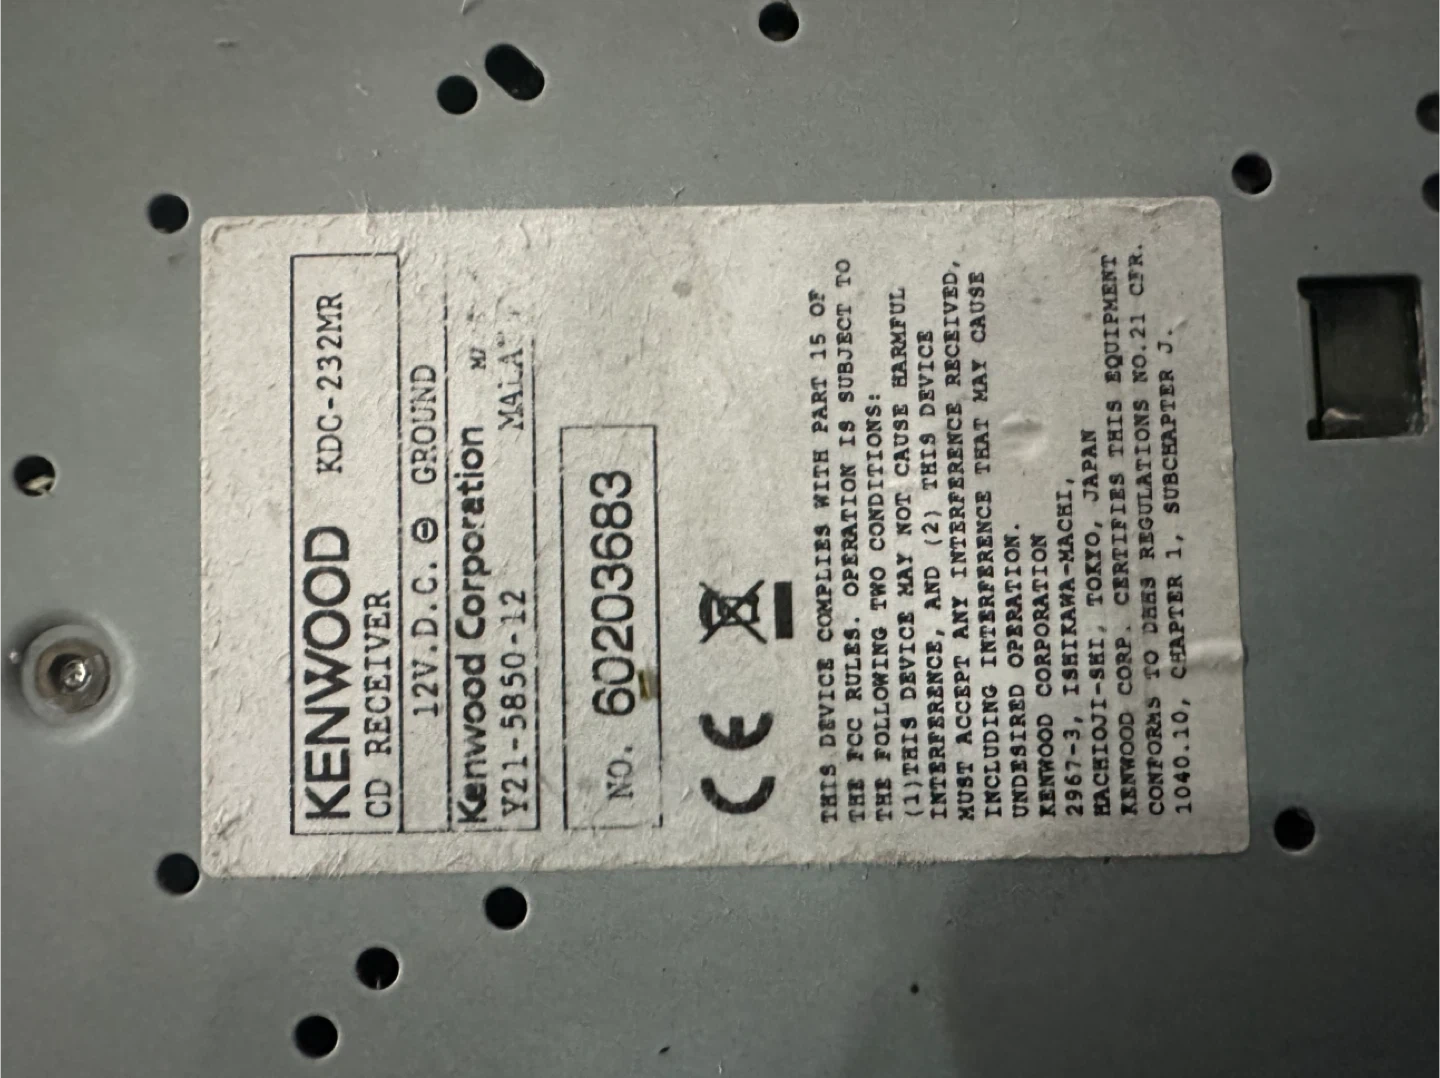 KENWOOD KDC-232MR
CD RECEIVER
12V.D.C. ⊖ GROUND
Kenwood Corporation
Y21-5850-12
NO. 60203683
CE
THIS DEVICE COMPLIES WITH PART 15 OF
THE FCC RULES. OPERATION IS SUBJECT TO
THE FOLLOWING TWO CONDITIONS:
(1)THIS DEVICE MAY NOT CAUSE HARMFUL
INTERFERENCE, AND (2) THIS DEVICE
MUST ACCEPT ANY INTERFERENCE RECEIVED,
INCLUDING INTERFERENCE THAT MAY CAUSE
UNDESIRED OPERATION.
KENWOOD CORPORATION
2967-3, ISHIKAWA-MACHI,
HACHIOJI-SHI, TOKYO, JAPAN
KENWOOD CORP. CERTIFIES THIS EQUIPMENT
CONFORMS TO DHHS REGULATIONS NO.21 CFR.
1040.10, CHAPTER 1, SUBCHAPTER J.